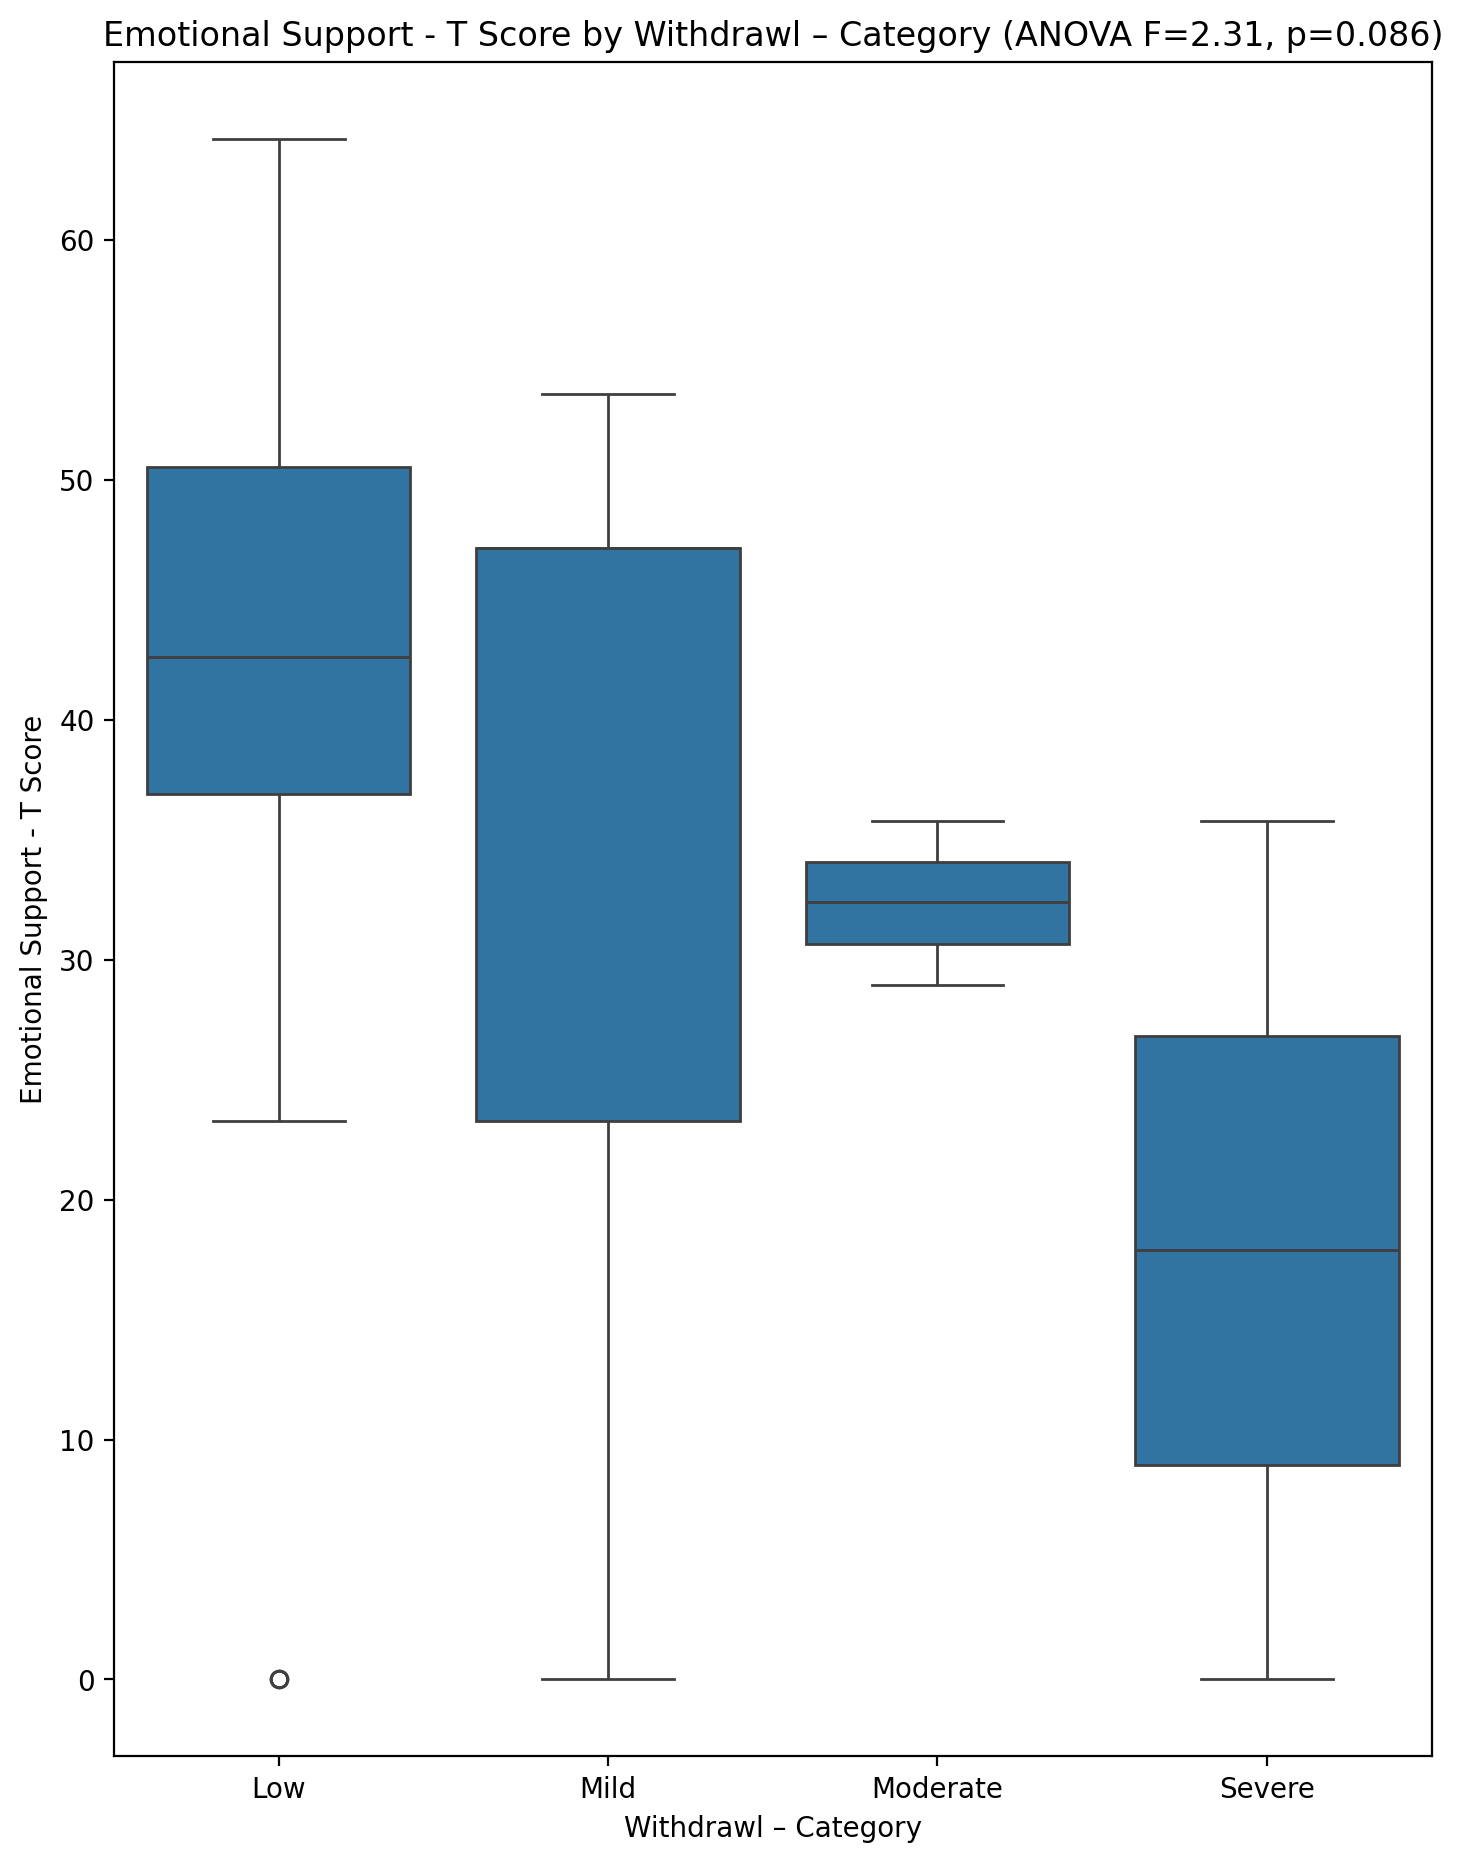 Emotional Support - T Score by Withdrawl – Category (ANOVA F=2.31, p=0.086)
Emotional Support - T Score
60
50
40
30
20
10
0
Low
Mild
Moderate
Severe
Withdrawl – Category